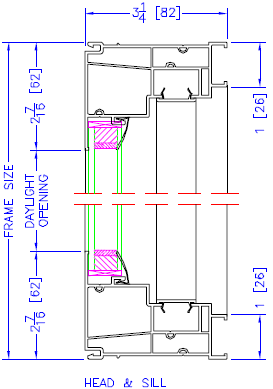 3 1/4 [82]
2 7/16 [62]
1 [26]
FRAME SIZE
DAYLIGHT
OPENING
2 7/16 [62]
1 [26]
HEAD & SILL